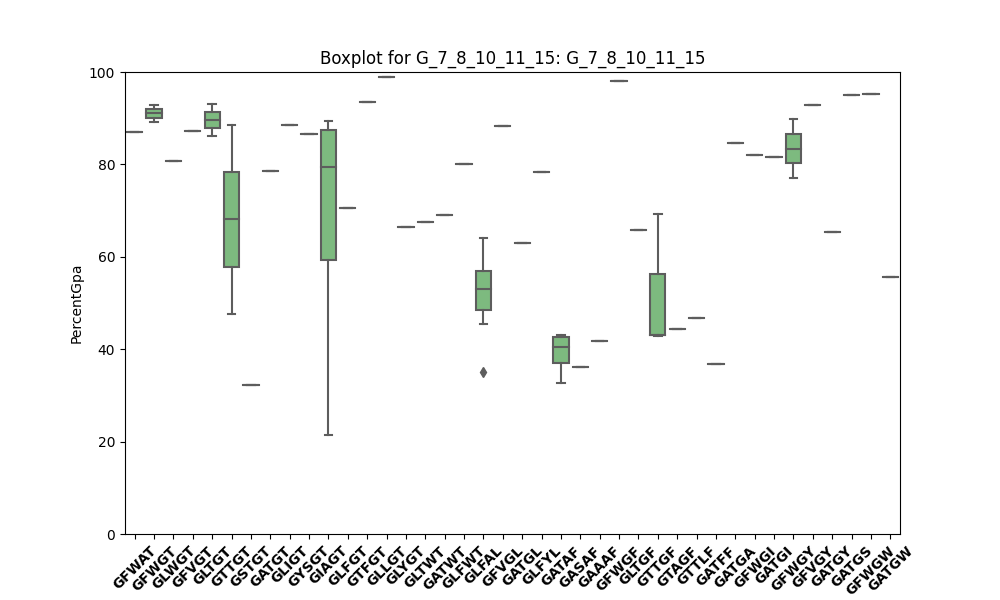 Boxplot for G_7_8_10_11_15: G_7_8_10_11_15
100
80
60
40
20
0
PercentGpa
GFWAT
GFWGT
GLWGT
GFVGT
GLTGT
GTTGT
GSTGT
GATGT
GLIGT
GYSGT
GIAGT
GLFGT
GTFGT
GLLGT
GLYGT
GLTWT
GATWT
GLFWT
GLFAL
GFVGL
GATGL
GLFYL
GATAF
GASAF
GAAAF
GFWGF
GLTGF
GTTGF
GTAGF
GTTLF
GATFF
GATGA
GFWGI
GATGI
GFWGY
GFVGY
GATGY
GATGS
GFWGW
GATGW